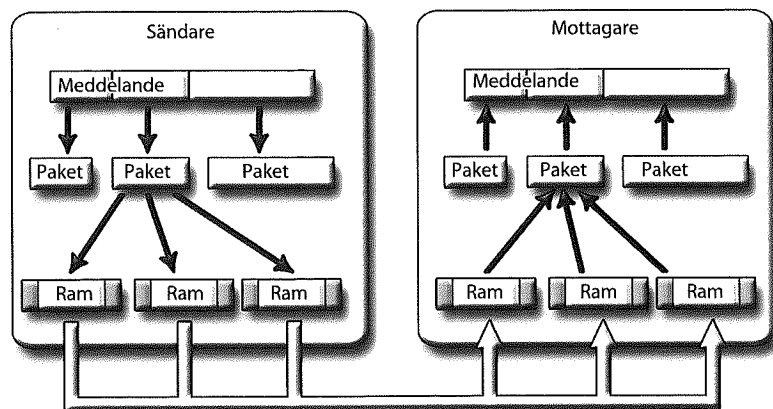 Sändare
Meddelande
Paket Paket Paket
Ram Ram Ram
Mottagare
Meddelande
Paket Paket Paket
Ram Ram Ram